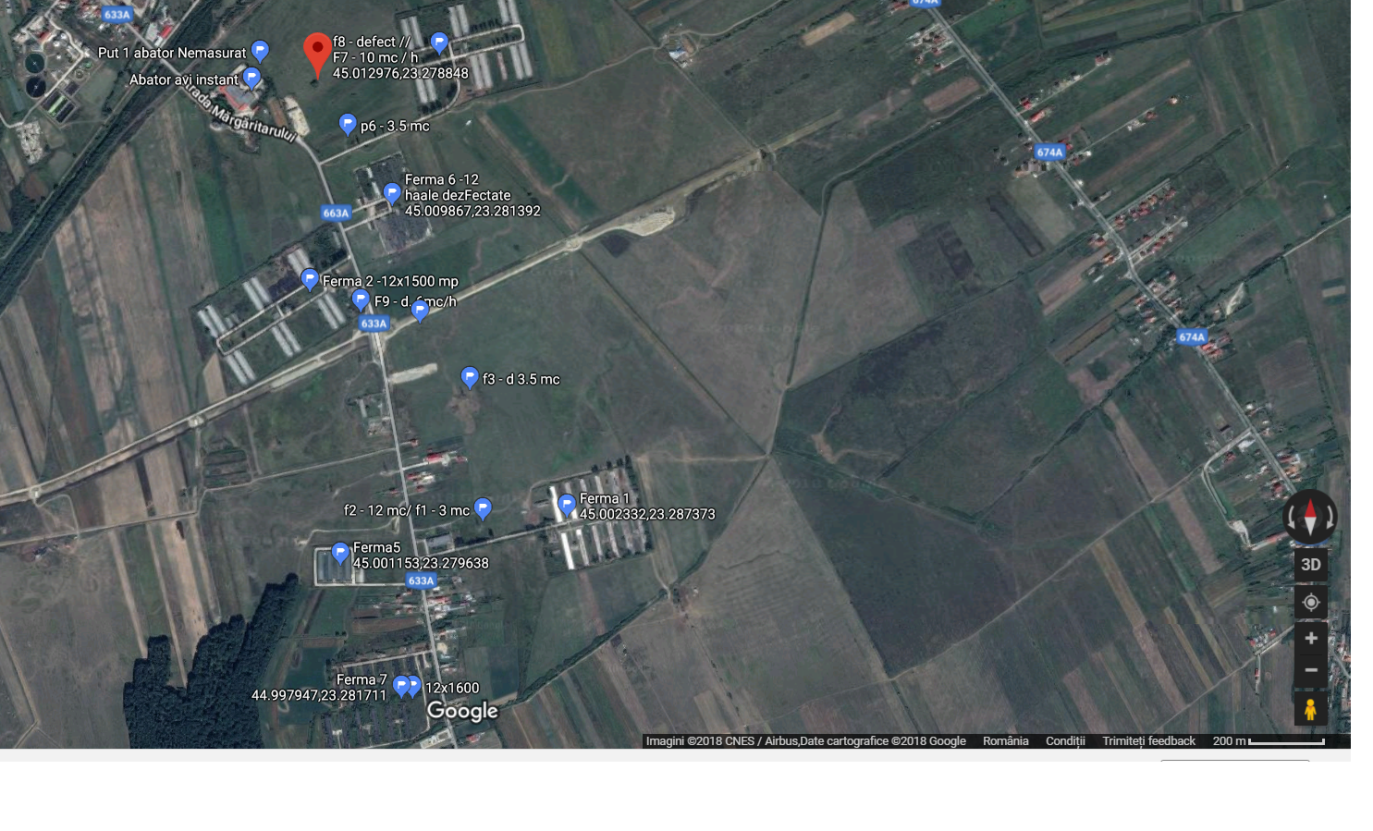 633A
674A
Put 1 abator Nemasurat
f8 - defect //
F7 - 10 mc / h
45.012976,23.278848
Abator avi instant
Strada Mărgăritarului
p6 - 3.5 mc
674A
Ferma 6 -12
haale dezFectate
45.009867,23.281392
663A
Ferma 2 -12x1500 mp
F9 - d. 6mc/h
633A
674A
f3 - d 3.5 mc
Ferma 1
45.002332,23.287373
f2 - 12 mc/ f1 - 3 mc
Ferma5
45.001153,23.279638
633A
3D
Ferma 7
44.997947,23.281711
12x1600
Google
Imagini ©2018 CNES / Airbus,Date cartografice ©2018 Google România Condiții Trimiteți feedback 200 m